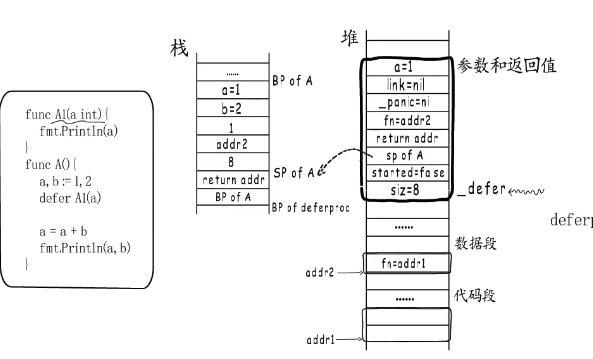 func A1(a int){
fmt.Println(a)
}
func A(){
a, b := 1, 2
defer A1(a)
a = a + b
fmt.Println(a, b)
}
栈
......
BP of A
a=1
b=2
1
addr2
8
SP of A
return addr
BP of A
BP of deferproc
堆
a=1
参数和返回值
link=nil
_panic=ni
fn=addr2
return addr
sp of A
started=false
siz=8
_defer
defer
......
数据段
fn=addr1
addr2
......
代码段
addr1